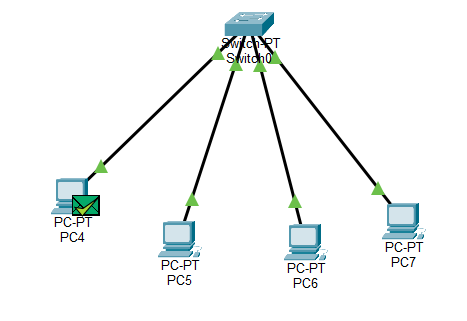 Switch-PT
Switch0
PC-PT
PC4
PC-PT
PC5
PC-PT
PC6
PC-PT
PC7